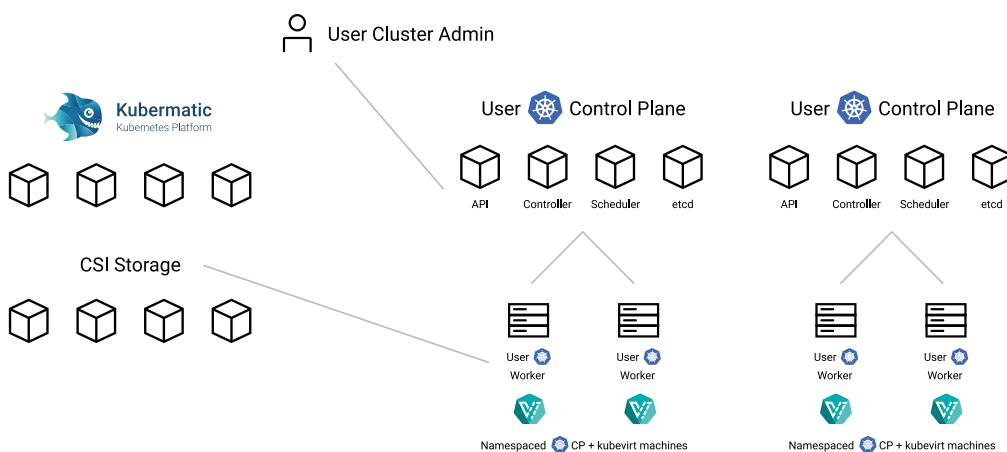 User Cluster Admin
Kubermatic
Kubernetes Platform
User Control Plane
User Control Plane
API
Controller
Scheduler
etcd
API
Controller
Scheduler
etcd
CSI Storage
User
Worker
User
Worker
User
Worker
User
Worker
Namespaced CP + kubevirt machines
Namespaced CP + kubevirt machines